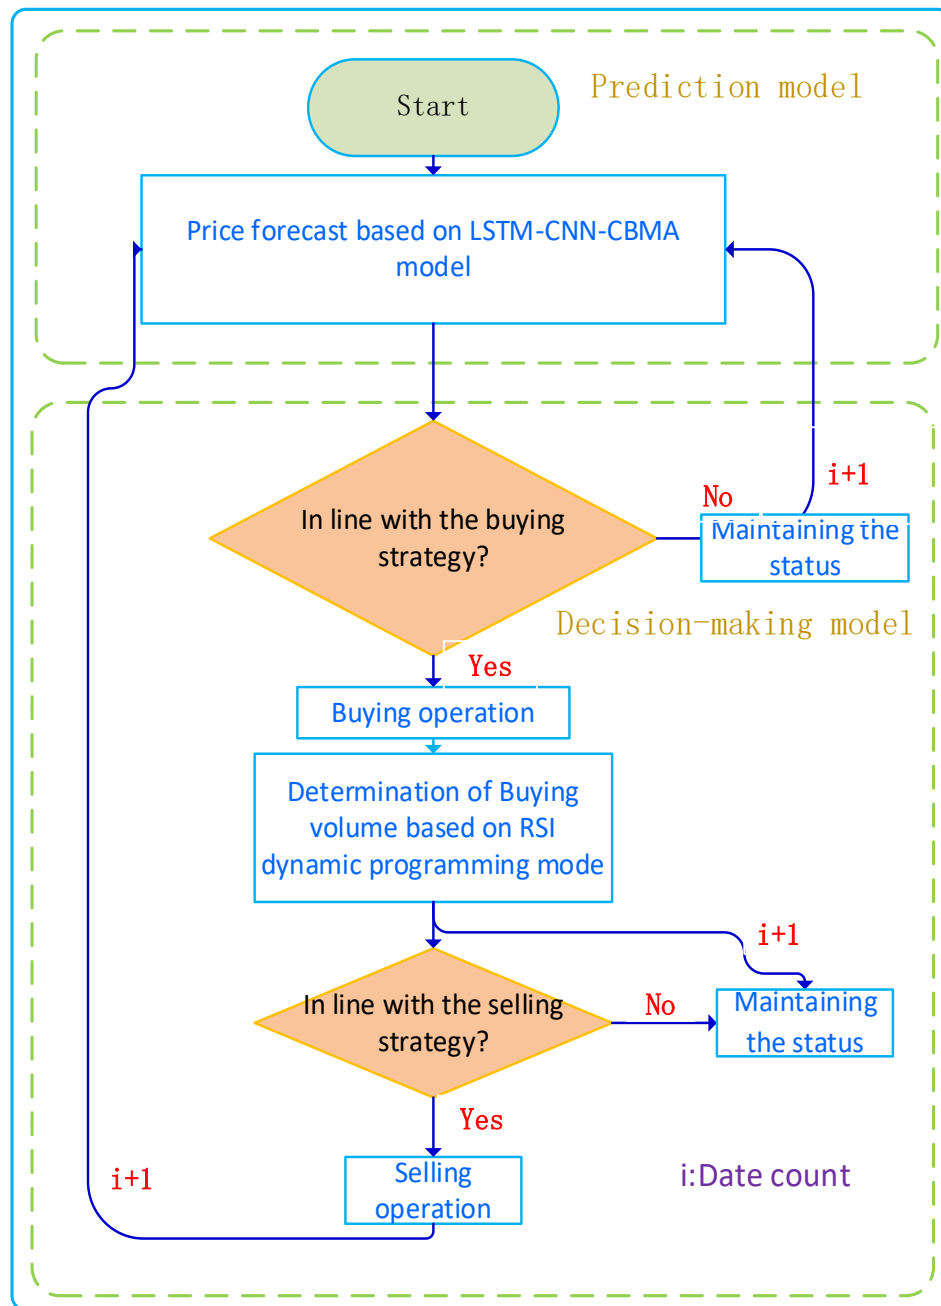 Prediction model
Start
Price forecast based on LSTM-CNN-CBMA
model
i+1
No
In line with the buying
strategy?
Maintaining the
status
Decision-making model
Yes
Buying operation
Determination of Buying
volume based on RSI
dynamic programming mode
i+1
In line with the selling
strategy?
No
Maintaining
the status
Yes
Selling
operation
i+1
i:Date count